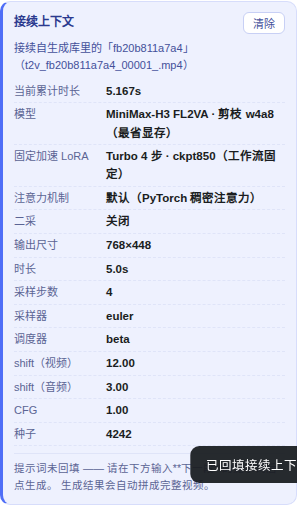 接续上下文
清除
接续自生成库里的「fb20b811a7a4」
（t2v_fb20b811a7a4_00001_.mp4）
当前累计时长 5.167s
模型 MiniMax-H3 FL2VA · 剪枝 w4a8
（最省显存）
固定加速 LoRA Turbo 4 步 · ckpt850（工作流固
定）
注意力机制 默认（PyTorch 稠密注意力）
二采 关闭
输出尺寸 768×448
时长 5.0s
采样步数 4
采样器 euler
调度器 beta
shift（视频） 12.00
shift（音频） 3.00
CFG 1.00
种子 4242
提示词未回填 —— 请在下方输入**下
点生成。 生成结果会自动拼成完整视频。
已回填接续上下